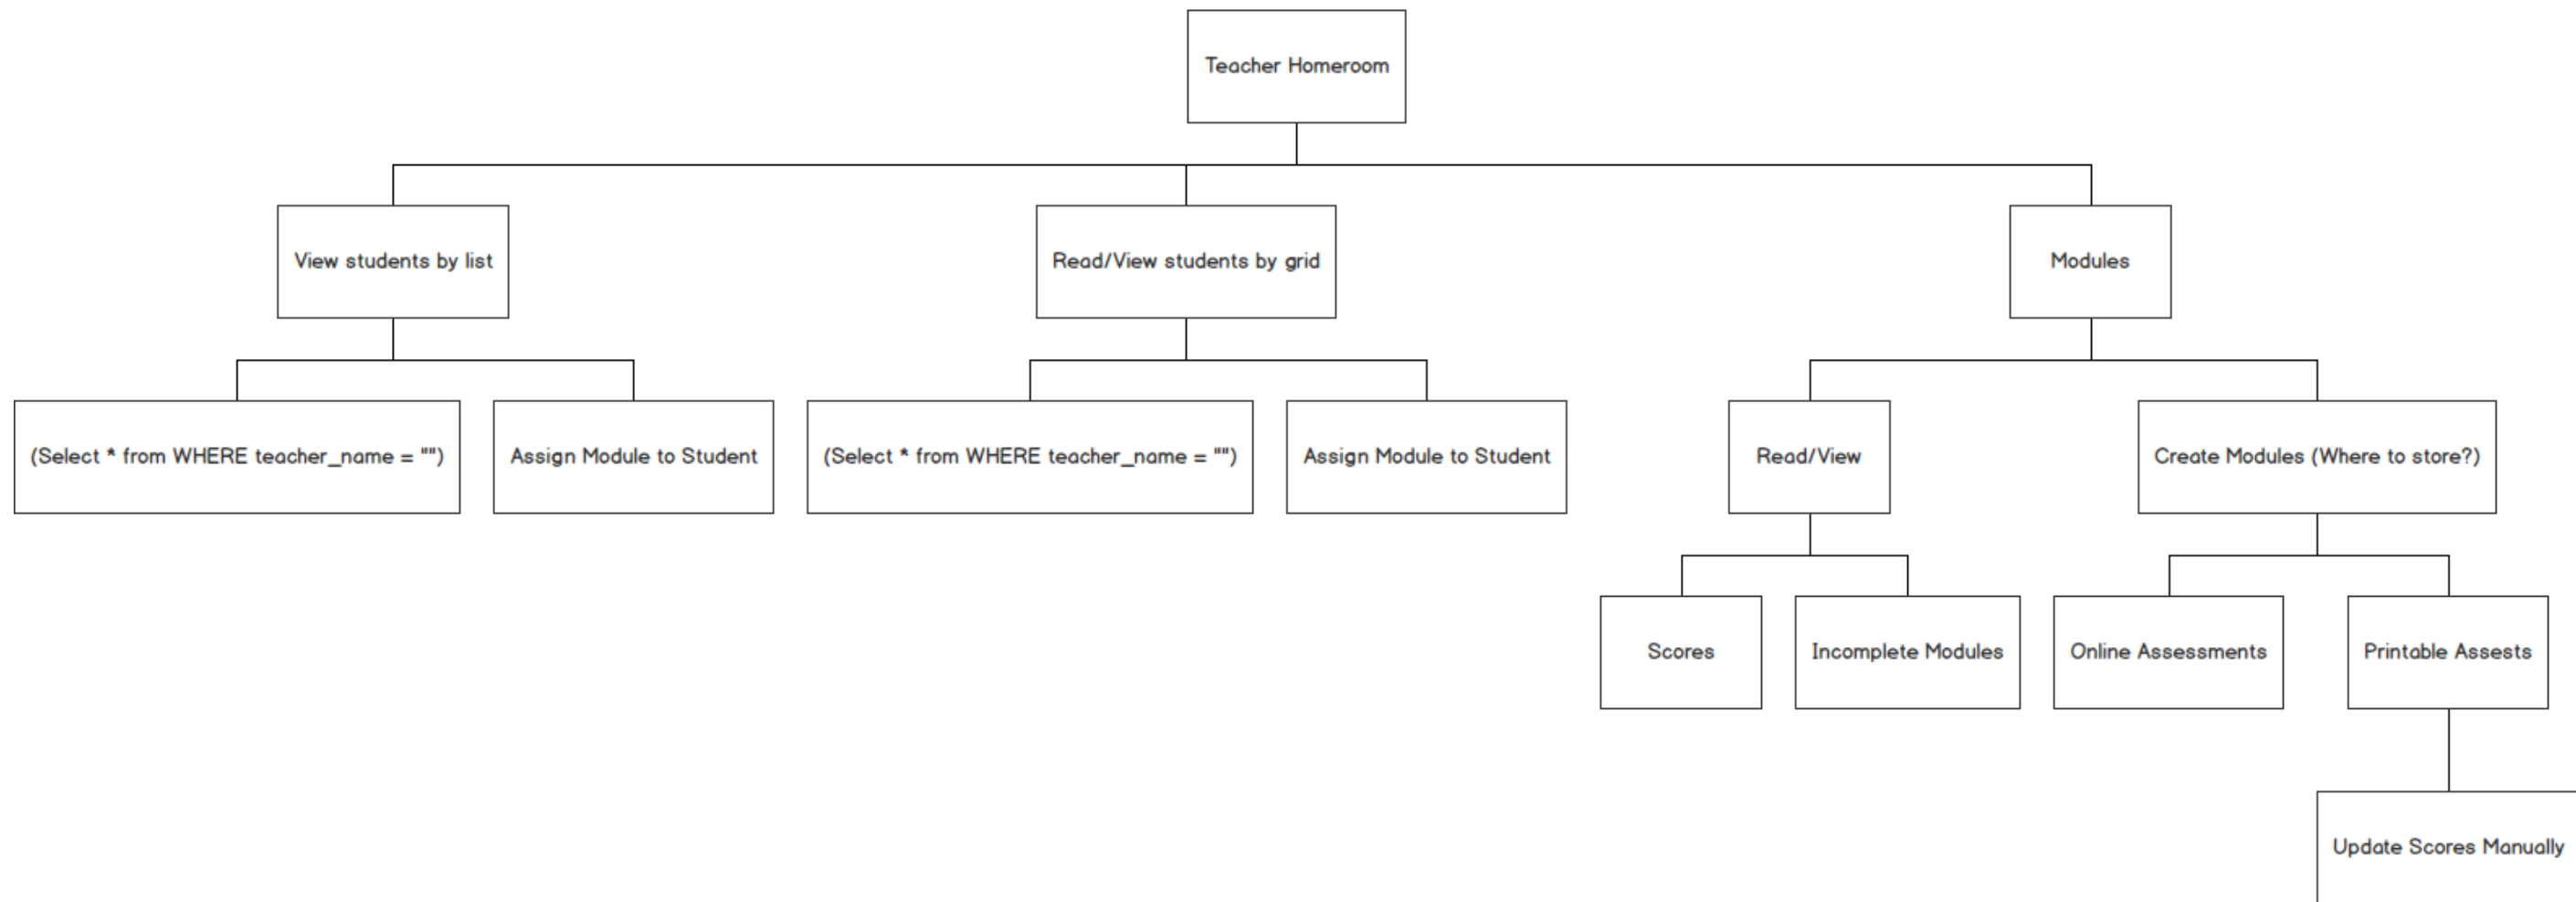 Teacher Homeroom
View students by list
Read/View students by grid
Modules
(Select * from WHERE teacher_name = "")
Assign Module to Student
(Select * from WHERE teacher_name = "")
Assign Module to Student
Read/View
Create Modules (Where to store?)
Scores
Incomplete Modules
Online Assessments
Printable Assests
Update Scores Manually